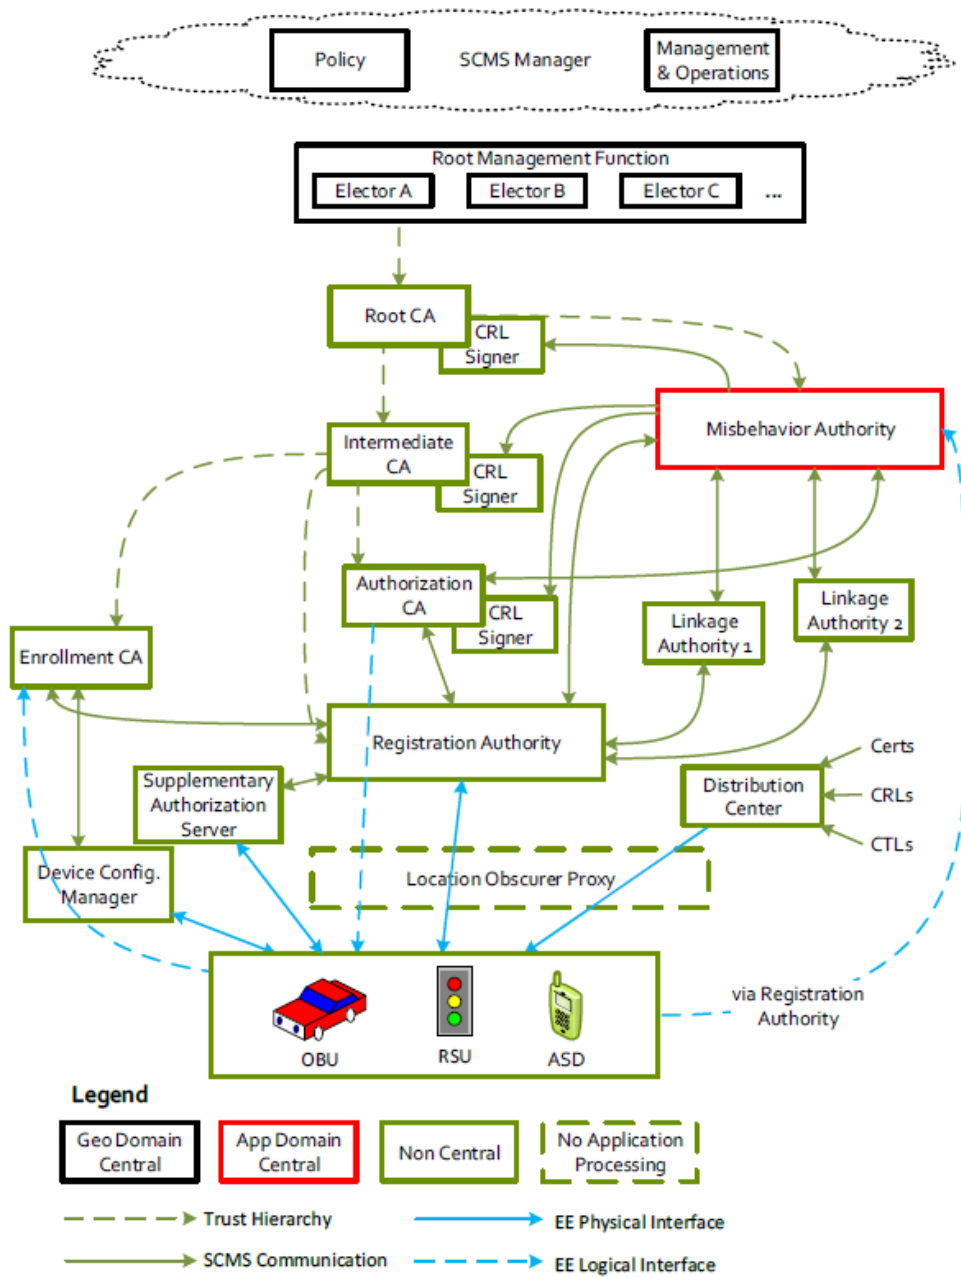 Policy
SCMS Manager
Management
& Operations
Root Management Function
Elector A
Elector B
Elector C
...
Root CA
CRL
Signer
Misbehavior Authority
Intermediate
CA
CRL
Signer
Authorization
CA
CRL
Signer
Linkage
Authority 1
Linkage
Authority 2
Enrollment CA
Registration Authority
Supplementary
Authorization
Server
Distribution
Center
Certs
CRLs
CTLs
Device Config.
Manager
Location Obscurer Proxy
via Registration
Authority
OBU
RSU
ASD
Legend
Geo Domain
Central
App Domain
Central
Non Central
No Application
Processing
Trust Hierarchy
EE Physical Interface
SCMS Communication
EE Logical Interface